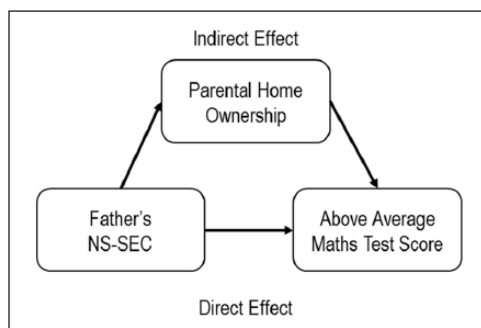 Indirect Effect
Parental Home
Ownership
Father's
NS-SEC
Above Average
Maths Test Score
Direct Effect